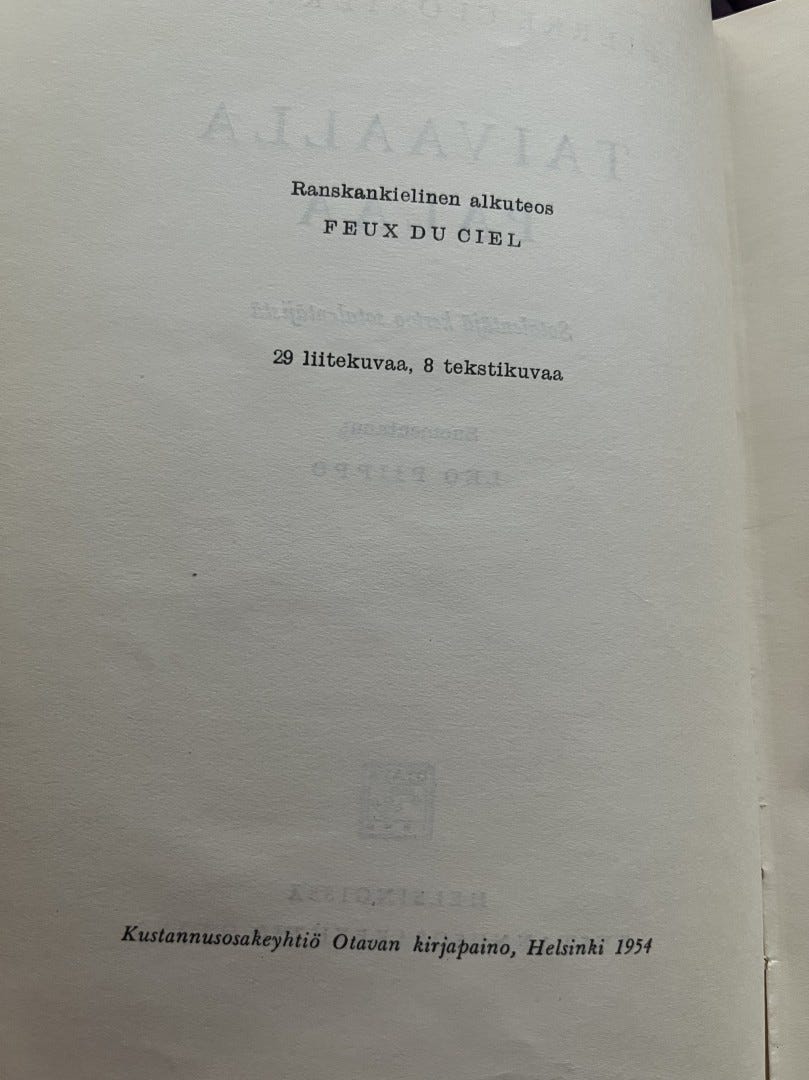 Ranskankielinen alkuteos
FEUX DU CIEL
29 liitekuvaa, 8 tekstikuvaa
Kustannusosakeyhtiö Otavan kirjapaino, Helsinki 1954